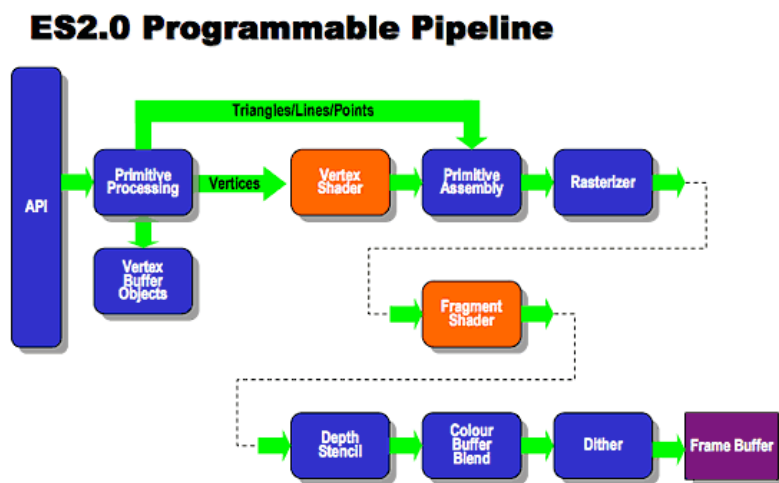 ES2.0 Programmable Pipeline
Triangles/Lines/Points
API
Primitive
Processing
Vertices
Vertex
Shader
Primitive
Assembly
Rasterizer
Vertex
Buffer
Objects
Fragment
Shader
Depth
Stencil
Colour
Buffer
Blend
Dither
Frame Buffer